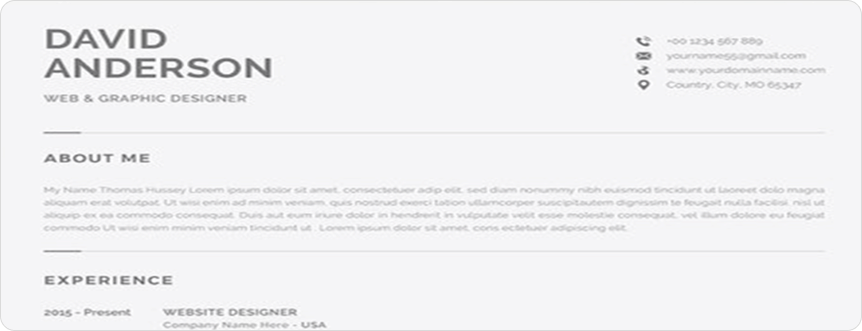 DAVID
ANDERSON
WEB & GRAPHIC DESIGNER
+00 1234 567 889
yourname55@gmail.com
www.yourdomainname.com
Country, City, MO 65347
ABOUT ME
My Name Thomas Hussey Lorem ipsum dolor sit amet, consectetuer adip elit, sed diam nonummy nibh euismod tincidunt ut laoreet dolo magna
aliquam erat volutpat. Ut wisi enim ad minim veniam, quis nostrud exerci tation ullamcorper suscipitautem dignissim te feugait nulla facilisi. nisl ut
aliquip ex ea commodo consequat. Duis aut eum iriure dolor in hendrerit in vulputate velit esse molestie consequat, vel illum dolore eu feugiat
commodo Ut wisi enim minim veniam tincidunt ut . Lorem ipsum dolor sit amet, cons ectetuer adipiscing elit.
EXPERIENCE
2015 - Present WEBSITE DESIGNER
Company Name Here - USA